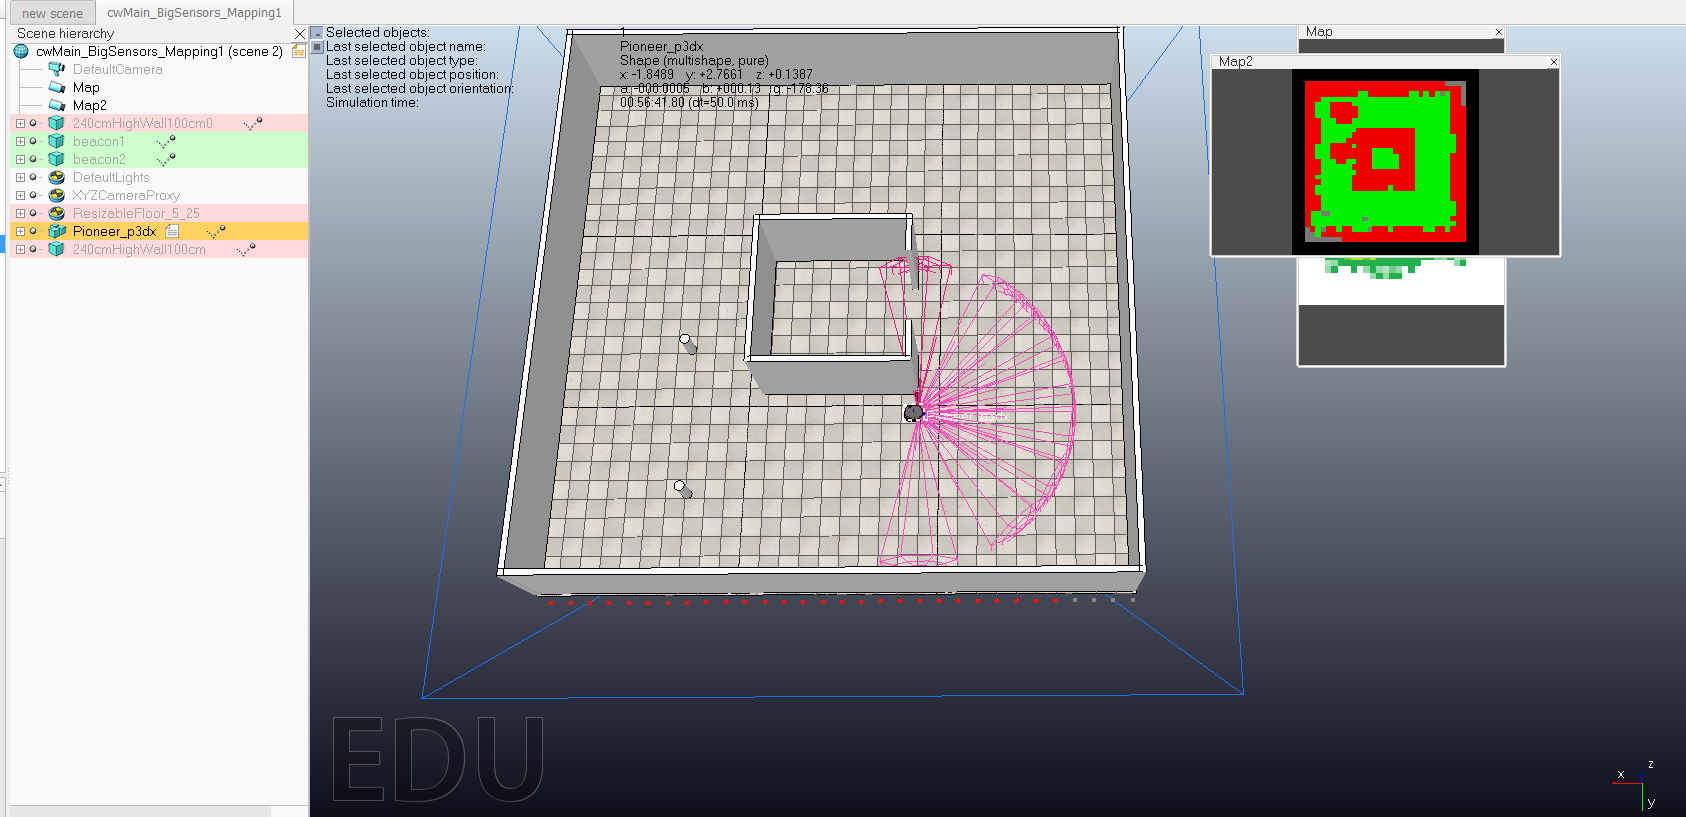 new scene
cwMain_BigSensors_Mapping1
Scene hierarchy
cwMain_BigSensors_Mapping1 (scene 2)
DefaultCamera
Map
Map2
240cmHighWall100cm0
beacon1
beacon2
DefaultLights
XYZCameraProxy
ResizableFloor_5_25
Pioneer_p3dx
240cmHighWall100cm
Selected objects: 1
Last selected object name: Pioneer_p3dx
Last selected object type: Shape (multishape, pure)
Last selected object position: x: -1.8489 y: +2.7661 z: +0.1387
Last selected object orientation: a: -000.0005 b: +000.13 g: -178.36
Simulation time: 00:56:41.80 (dt=50.0 ms)
Map
Map2
Pioneer_p3dx
EDU
z
x
y